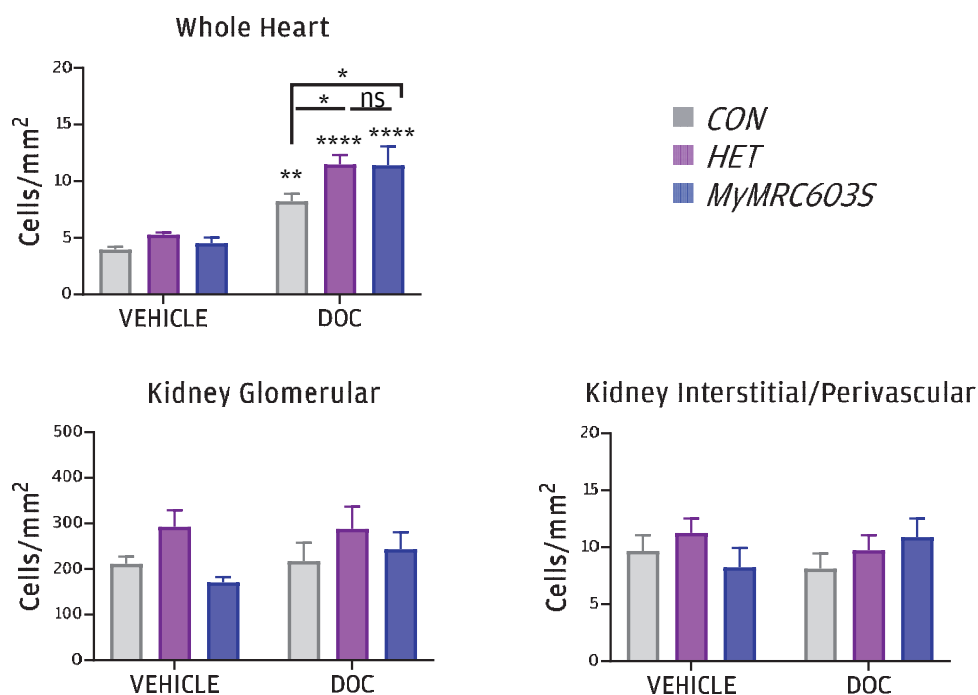 Whole Heart
Cells/mm²
20
15
10
5
0
*
*
ns
**
****
****
VEHICLE
DOC
CON
HET
MyMRC603S
Kidney Glomerular
Cells/mm²
500
400
300
200
100
0
VEHICLE
DOC
Kidney Interstitial/Perivascular
Cells/mm²
20
15
10
5
0
VEHICLE
DOC